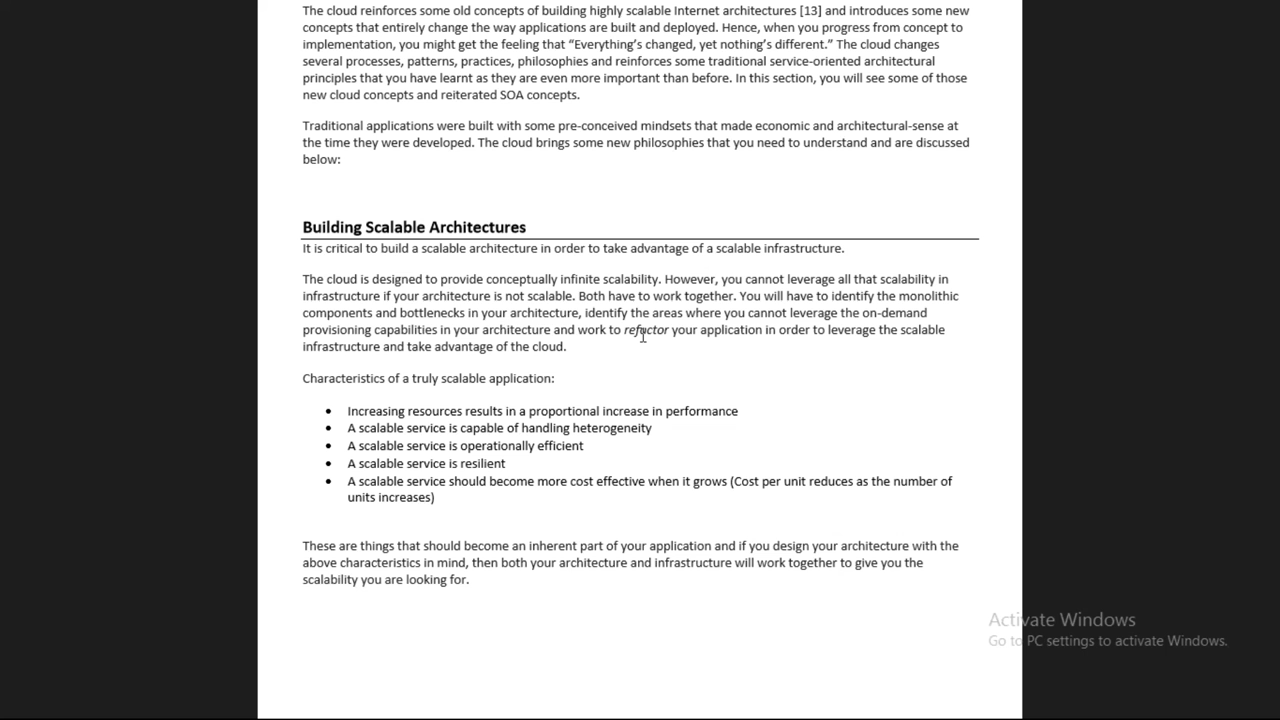 The cloud reinforces some old concepts of building highly scalable Internet architectures [13] and introduces some new
concepts that entirely change the way applications are built and deployed. Hence, when you progress from concept to
implementation, you might get the feeling that “Everything’s changed, yet nothing’s different.” The cloud changes
several processes, patterns, practices, philosophies and reinforces some traditional service-oriented architectural
principles that you have learnt as they are even more important than before. In this section, you will see some of those
new cloud concepts and reiterated SOA concepts.
Traditional applications were built with some pre-conceived mindsets that made economic and architectural-sense at
the time they were developed. The cloud brings some new philosophies that you need to understand and are discussed
below:
Building Scalable Architectures
It is critical to build a scalable architecture in order to take advantage of a scalable infrastructure.
The cloud is designed to provide conceptually infinite scalability. However, you cannot leverage all that scalability in
infrastructure if your architecture is not scalable. Both have to work together. You will have to identify the monolithic
components and bottlenecks in your architecture, identify the areas where you cannot leverage the on-demand
provisioning capabilities in your architecture and work to refactor your application in order to leverage the scalable
infrastructure and take advantage of the cloud.
Characteristics of a truly scalable application:
• Increasing resources results in a proportional increase in performance
• A scalable service is capable of handling heterogeneity
• A scalable service is operationally efficient
• A scalable service is resilient
• A scalable service should become more cost effective when it grows (Cost per unit reduces as the number of
units increases)
These are things that should become an inherent part of your application and if you design your architecture with the
above characteristics in mind, then both your architecture and infrastructure will work together to give you the
scalability you are looking for.
Activate Windows
Go to PC settings to activate Windows.